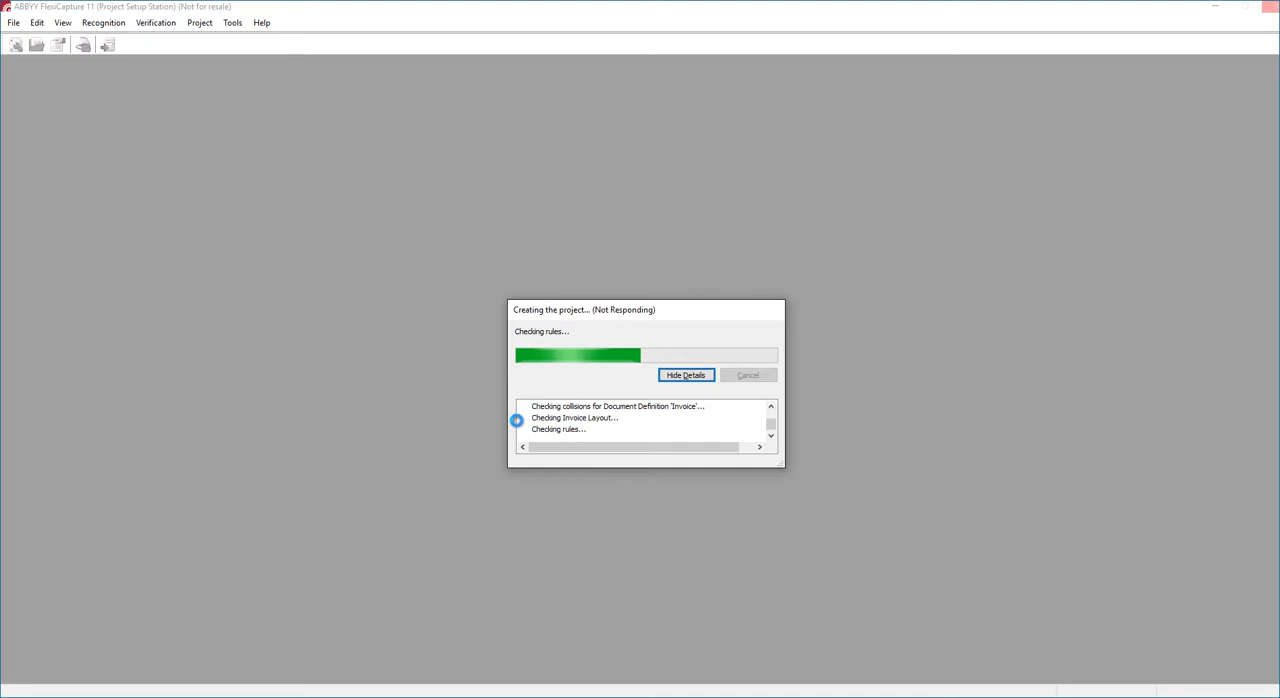 ABBYY FlexiCapture 11 (Project Setup Station) (Not for resale)
File Edit View Recognition Verification Project Tools Help
Creating the project... (Not Responding)
Checking rules...
Hide Details Cancel
Checking collisions for Document Definition 'Invoice'...
Checking Invoice Layout...
Checking rules...